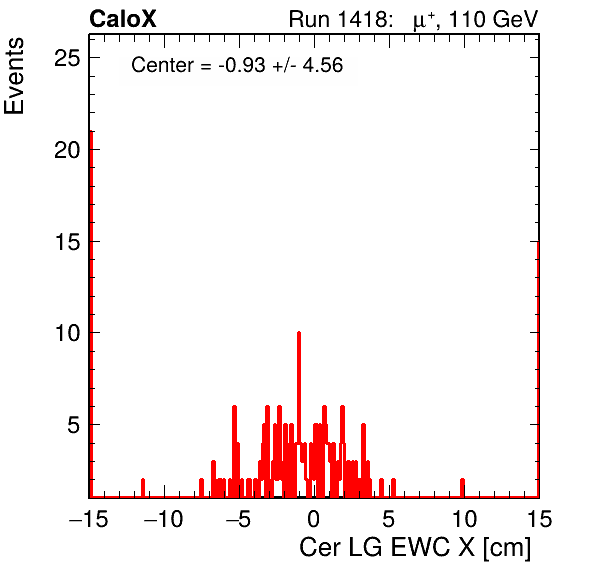 CaloX Run 1418: μ⁺, 110 GeV
Center = -0.93 +/- 4.56
Events
25
20
15
10
5
−15 −10 −5 0 5 10 15
Cer LG EWC X [cm]